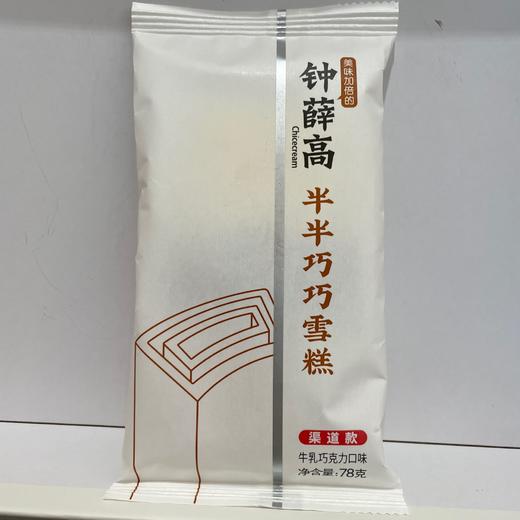 美味加倍的
钟薛高
Chicecream
半半巧巧雪糕
渠道款
牛乳巧克力口味
净含量:78克